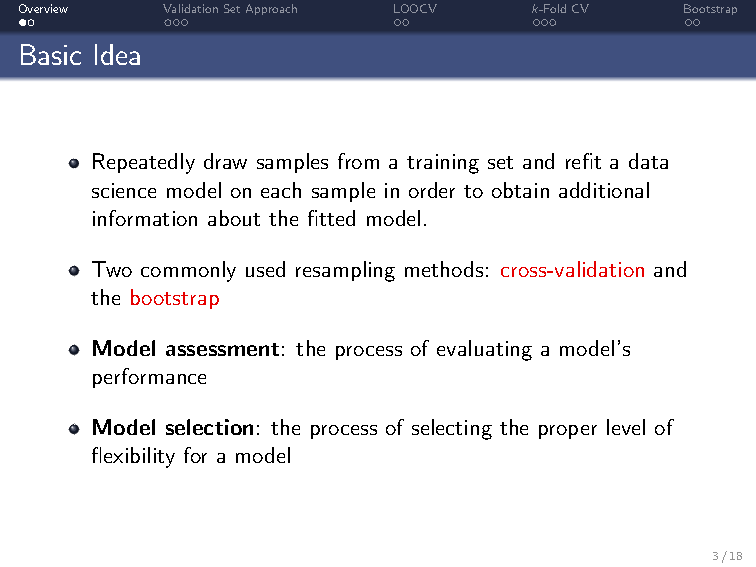 Overview Validation Set Approach LOOCV k-Fold CV Bootstrap
Basic Idea
Repeatedly draw samples from a training set and refit a data
science model on each sample in order to obtain additional
information about the fitted model.
Two commonly used resampling methods: cross-validation and
the bootstrap
Model assessment: the process of evaluating a model's
performance
Model selection: the process of selecting the proper level of
flexibility for a model
3 / 18